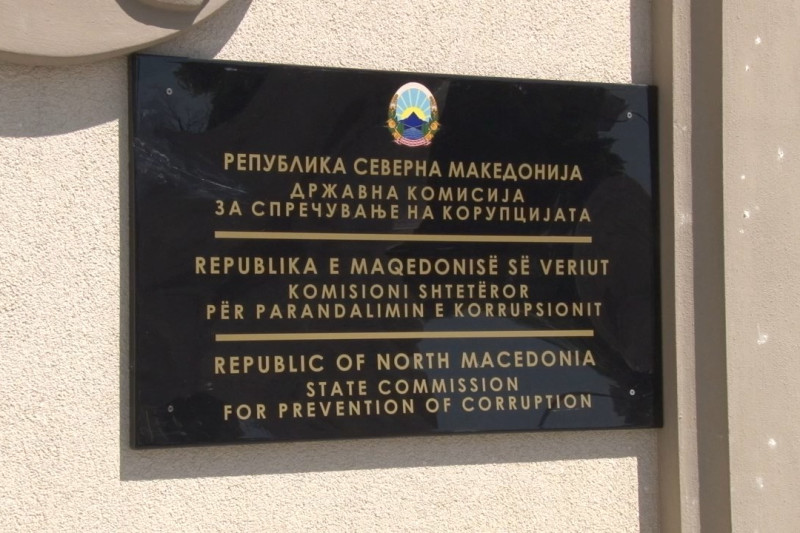 РЕПУБЛИКА СЕВЕРНА МАКЕДОНИЈА
ДРЖАВНА КОМИСИЈА
ЗА СПРЕЧУВАЊЕ НА КОРУПЦИЈАТА
REPUBLIKA E MAQEDONISË SË VERIUT
KOMISIONI SHTETËROR
PËR PARANDALIMIN E KORRUPSIONIT
REPUBLIC OF NORTH MACEDONIA
STATE COMMISSION
FOR PREVENTION OF CORRUPTION